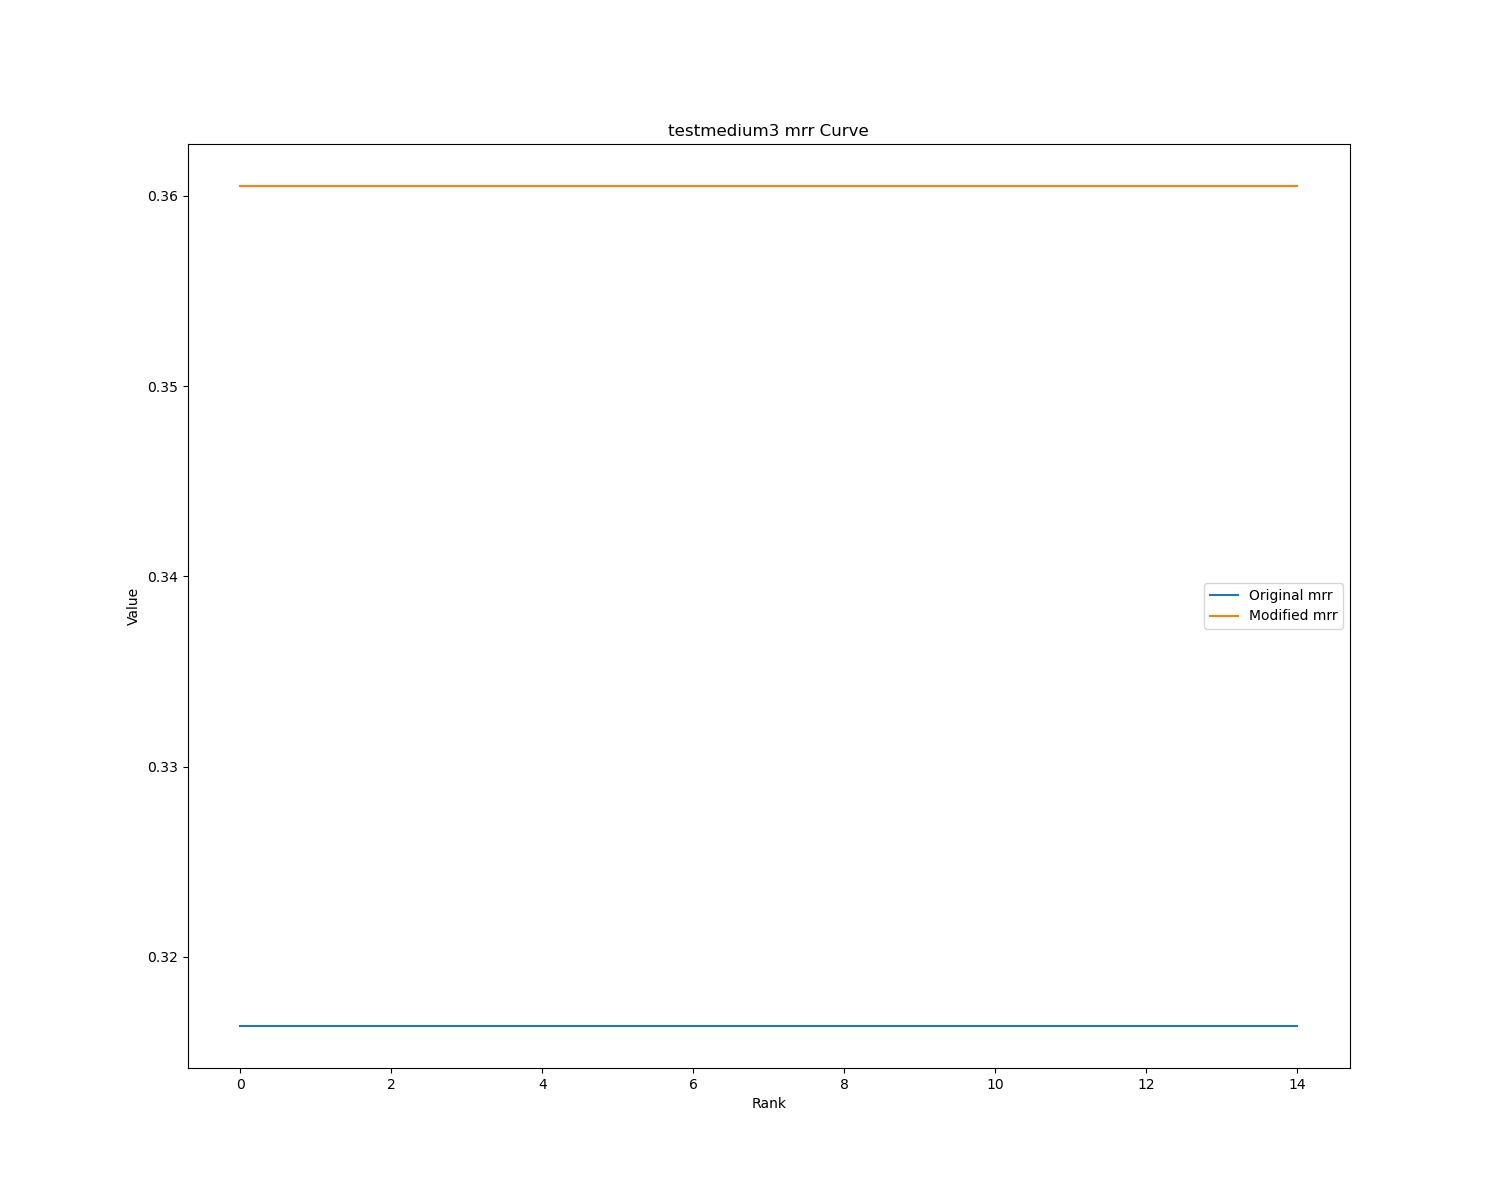 testmedium3 mrr Curve
0.36
0.35
0.34
0.33
0.32
Value
Original mrr
Modified mrr
0 2 4 6 8 10 12 14
Rank